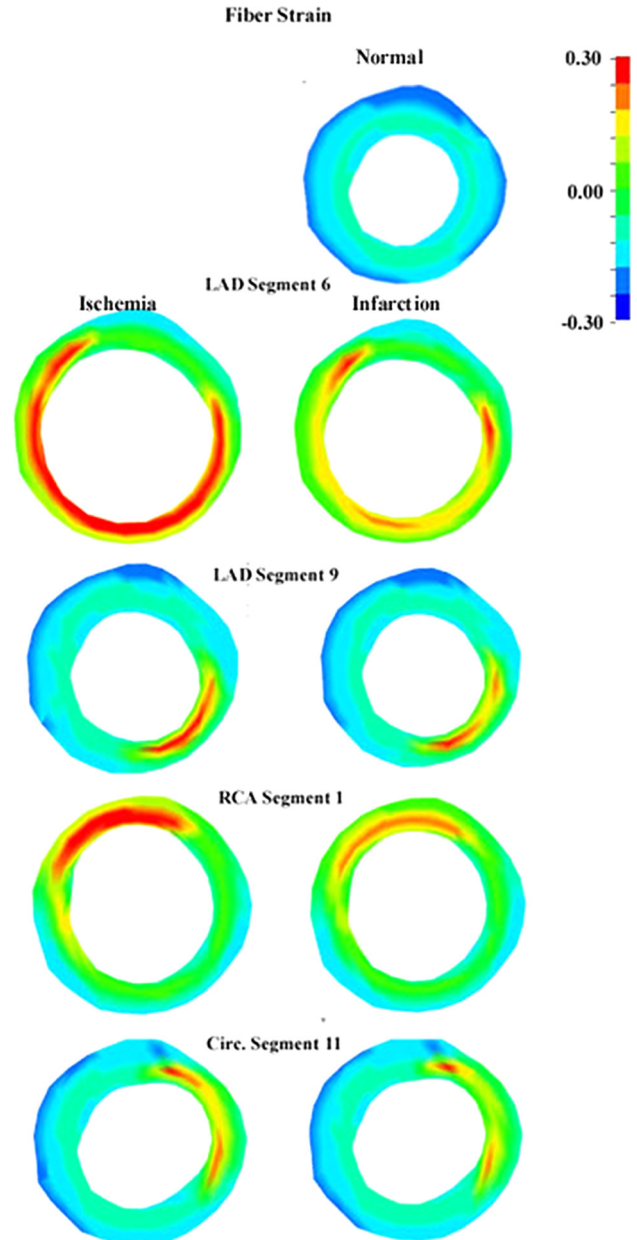 Fiber Strain
Normal
0.30
0.00
-0.30
LAD Segment 6
Ischemia
Infarction
LAD Segment 9
RCA Segment 1
Circ. Segment 11